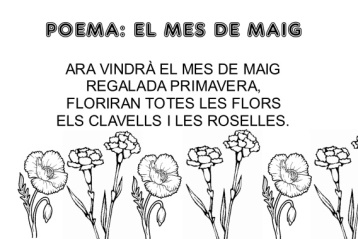 POEMA: EL MES DE MAIG
ARA VINDRÀ EL MES DE MAIG
REGALADA PRIMAVERA,
FLORIRAN TOTES LES FLORS
ELS CLAVELLS I LES ROSELLES.